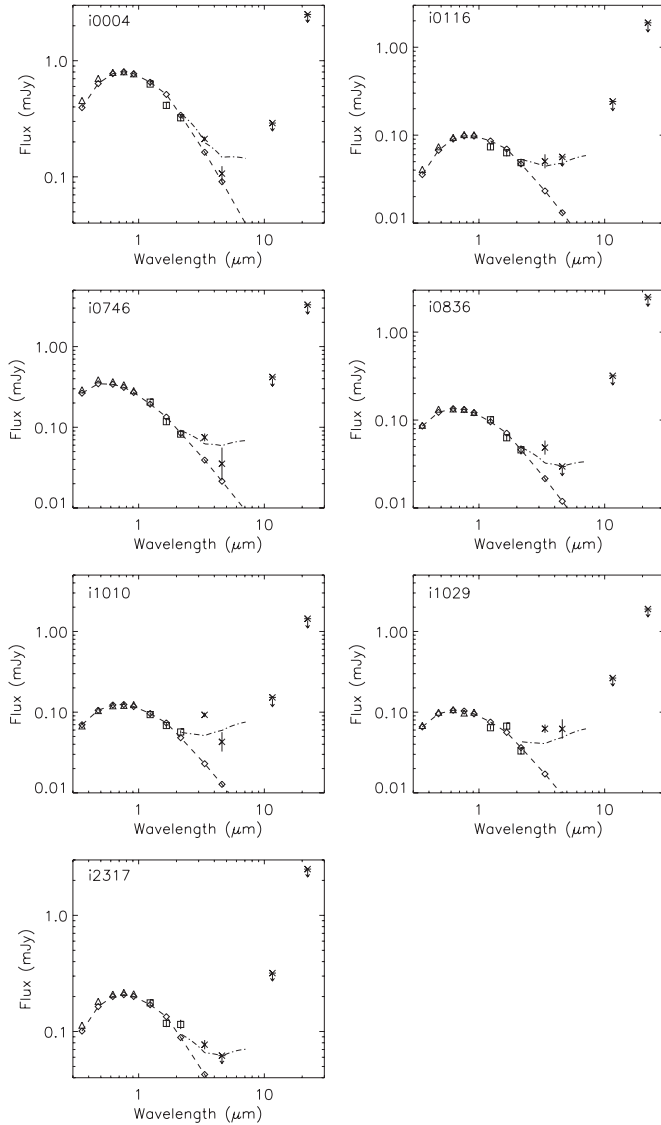 i0004
1.0
0.1
Flux (mJy)
1 10
Wavelength (μm)
i0116
1.00
0.10
0.01
Flux (mJy)
1 10
Wavelength (μm)
i0746
1.00
0.10
0.01
Flux (mJy)
1 10
Wavelength (μm)
i0836
1.00
0.10
0.01
Flux (mJy)
1 10
Wavelength (μm)
i1010
1.00
0.10
0.01
Flux (mJy)
1 10
Wavelength (μm)
i1029
1.00
0.10
0.01
Flux (mJy)
1 10
Wavelength (μm)
i2317
1.0
0.1
Flux (mJy)
1 10
Wavelength (μm)